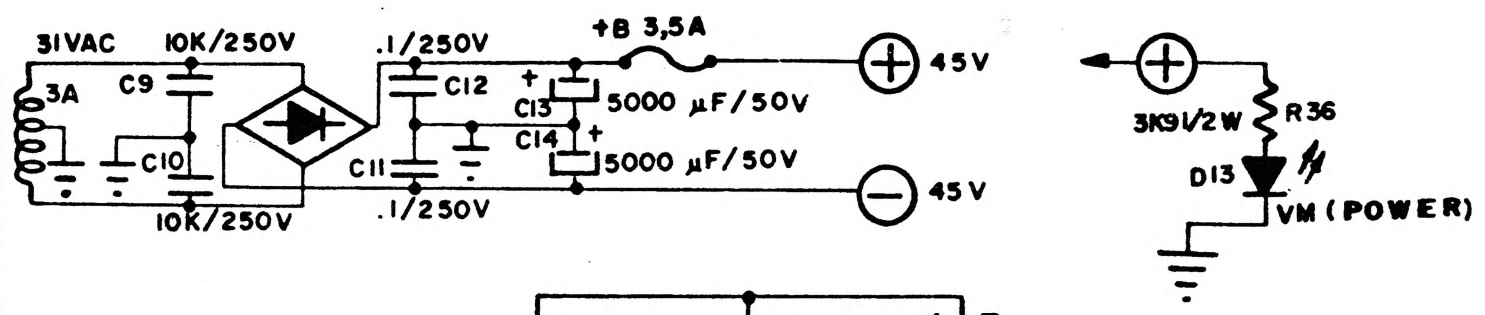 31VAC 10K/250V .1/250V +B 3,5A
3A C9 C12 + 45V
C13 5000 µF/50V
C10 C11 C14 +
5000 µF/50V
45V
10K/250V .1/250V
3K9 1/2W R36
D13
VM (POWER)